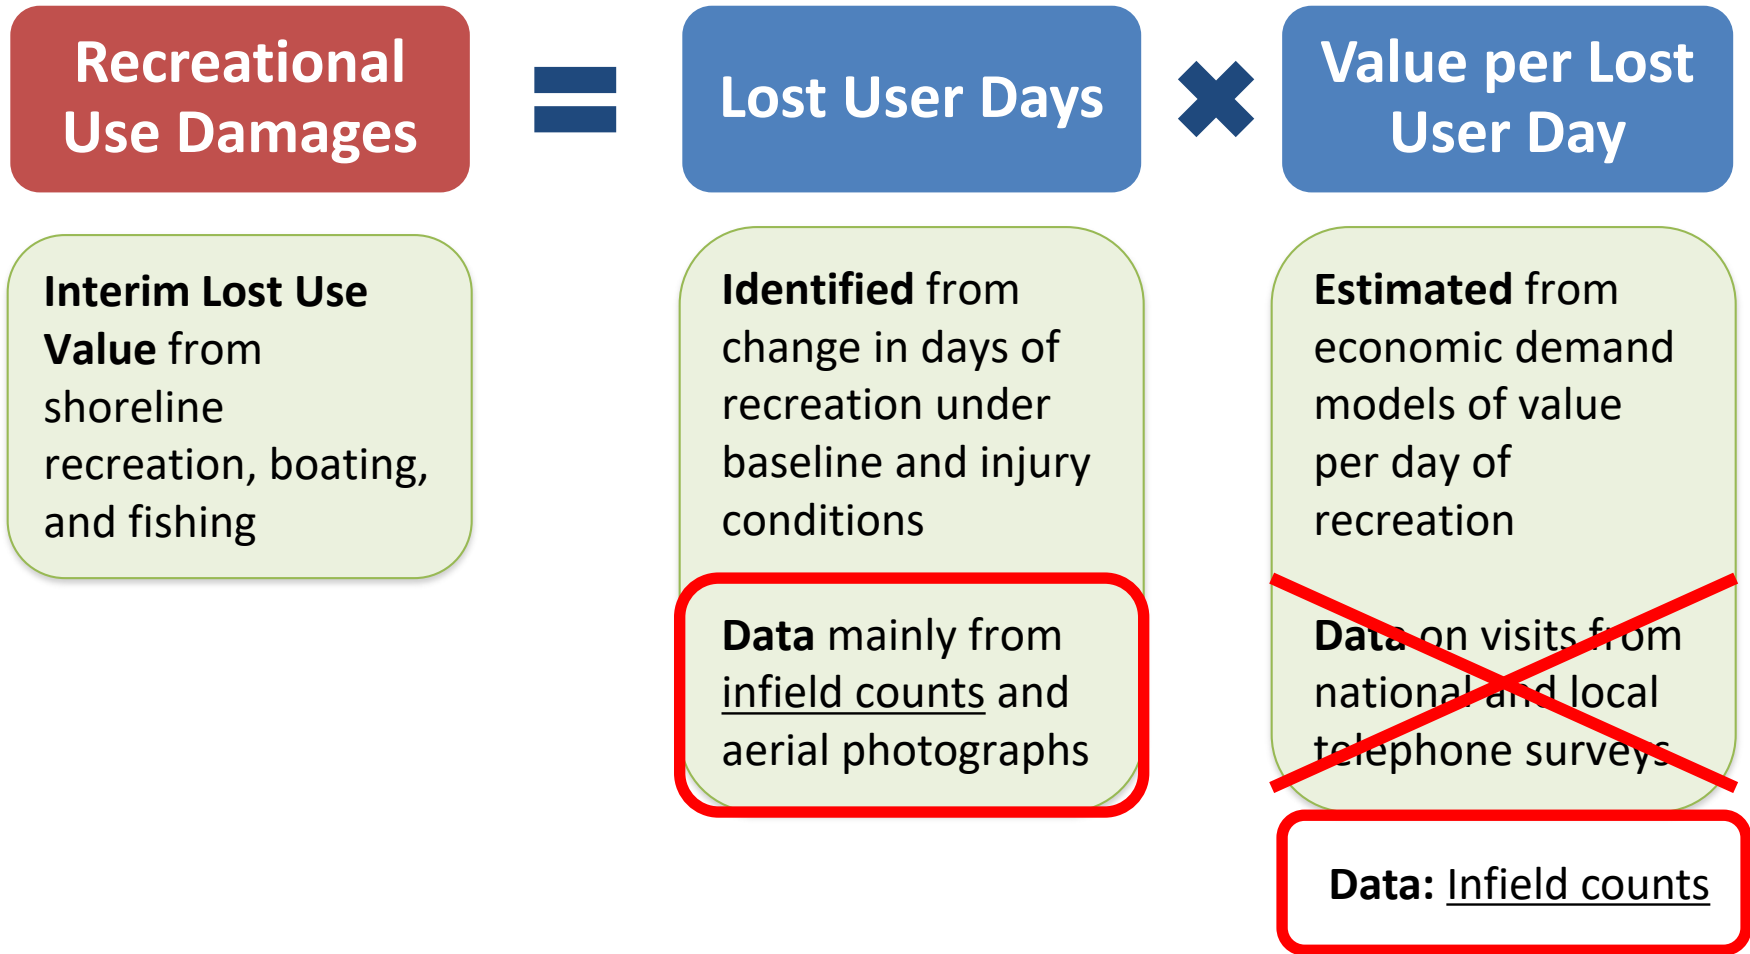 Recreational
Use Damages
=
Lost User Days
×
Value per Lost
User Day
Interim Lost Use
Value from
shoreline
recreation, boating,
and fishing
Identified from
change in days of
recreation under
baseline and injury
conditions
Data mainly from
infield counts and
aerial photographs
Estimated from
economic demand
models of value
per day of
recreation
Data on visits from
national and local
telephone surveys
Data: Infield counts